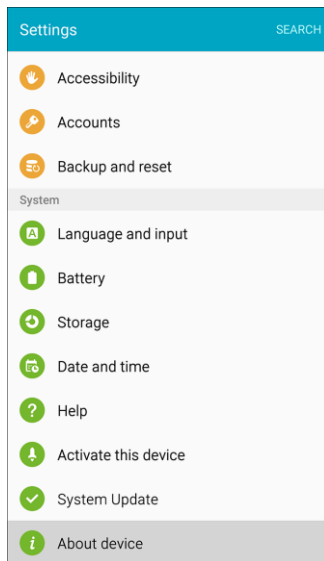 Settings SEARCH
Accessibility
Accounts
Backup and reset
System
A Language and input
Battery
Storage
Date and time
? Help
Activate this device
System Update
i About device